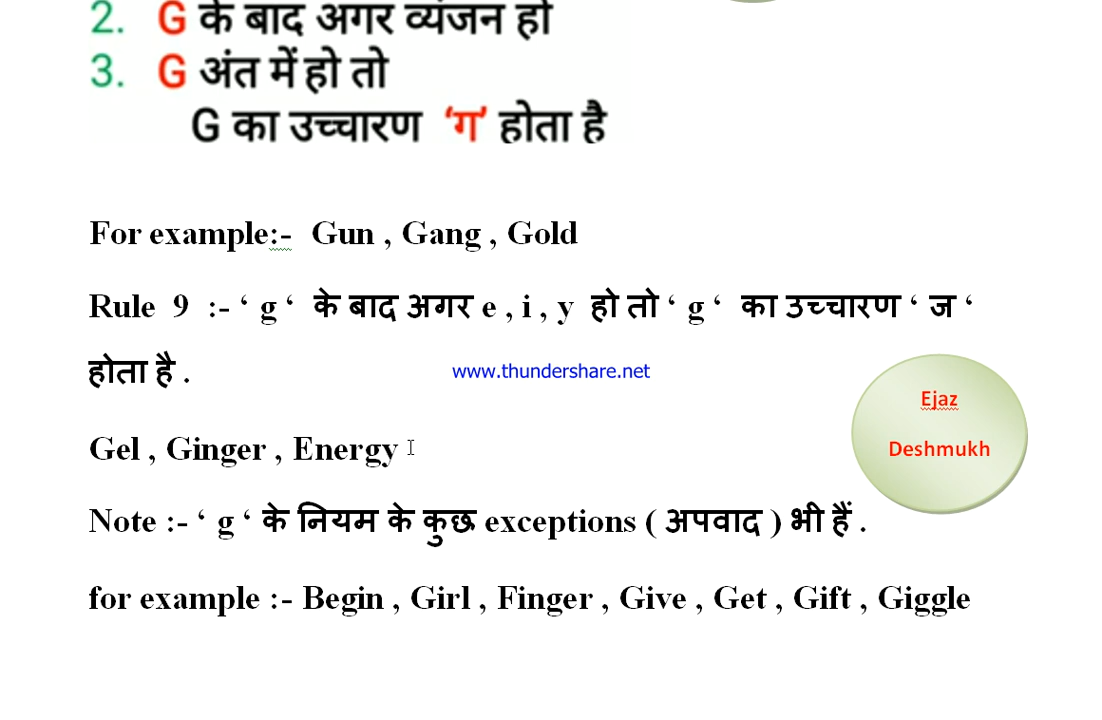 2. G के बाद अगर व्यंजन हो
3. G अंत में हो तो
G का उच्चारण ‘ग’ होता है
For example:- Gun , Gang , Gold
Rule 9 :- ‘ g ‘ के बाद अगर e , i , y हो तो ‘ g ‘ का उच्चारण ‘ ज ‘
होता है .
www.thundershare.net
Ejaz
Deshmukh
Gel , Ginger , Energy
Note :- ‘ g ‘ के नियम के कुछ exceptions ( अपवाद ) भी हैं .
for example :- Begin , Girl , Finger , Give , Get , Gift , Giggle